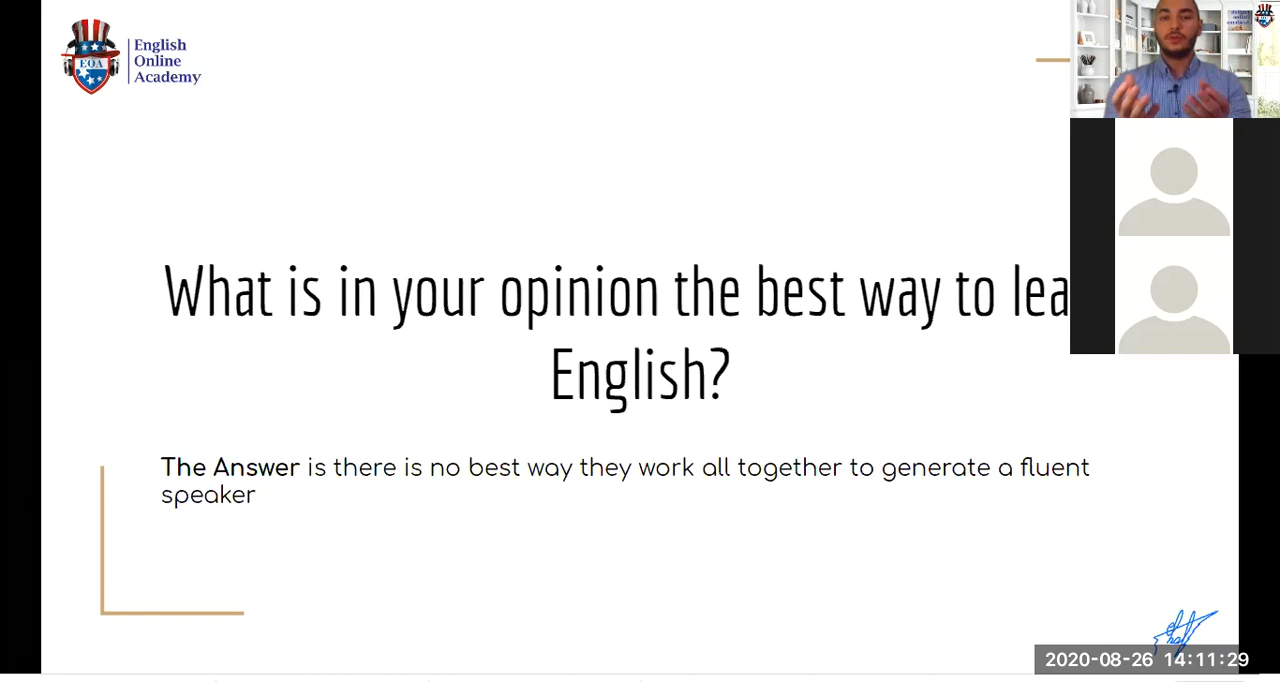 English
Online
Academy
EOA
What is in your opinion the best way to lea
English?
The Answer is there is no best way they work all together to generate a fluent
speaker
2020-08-26 14:11:29